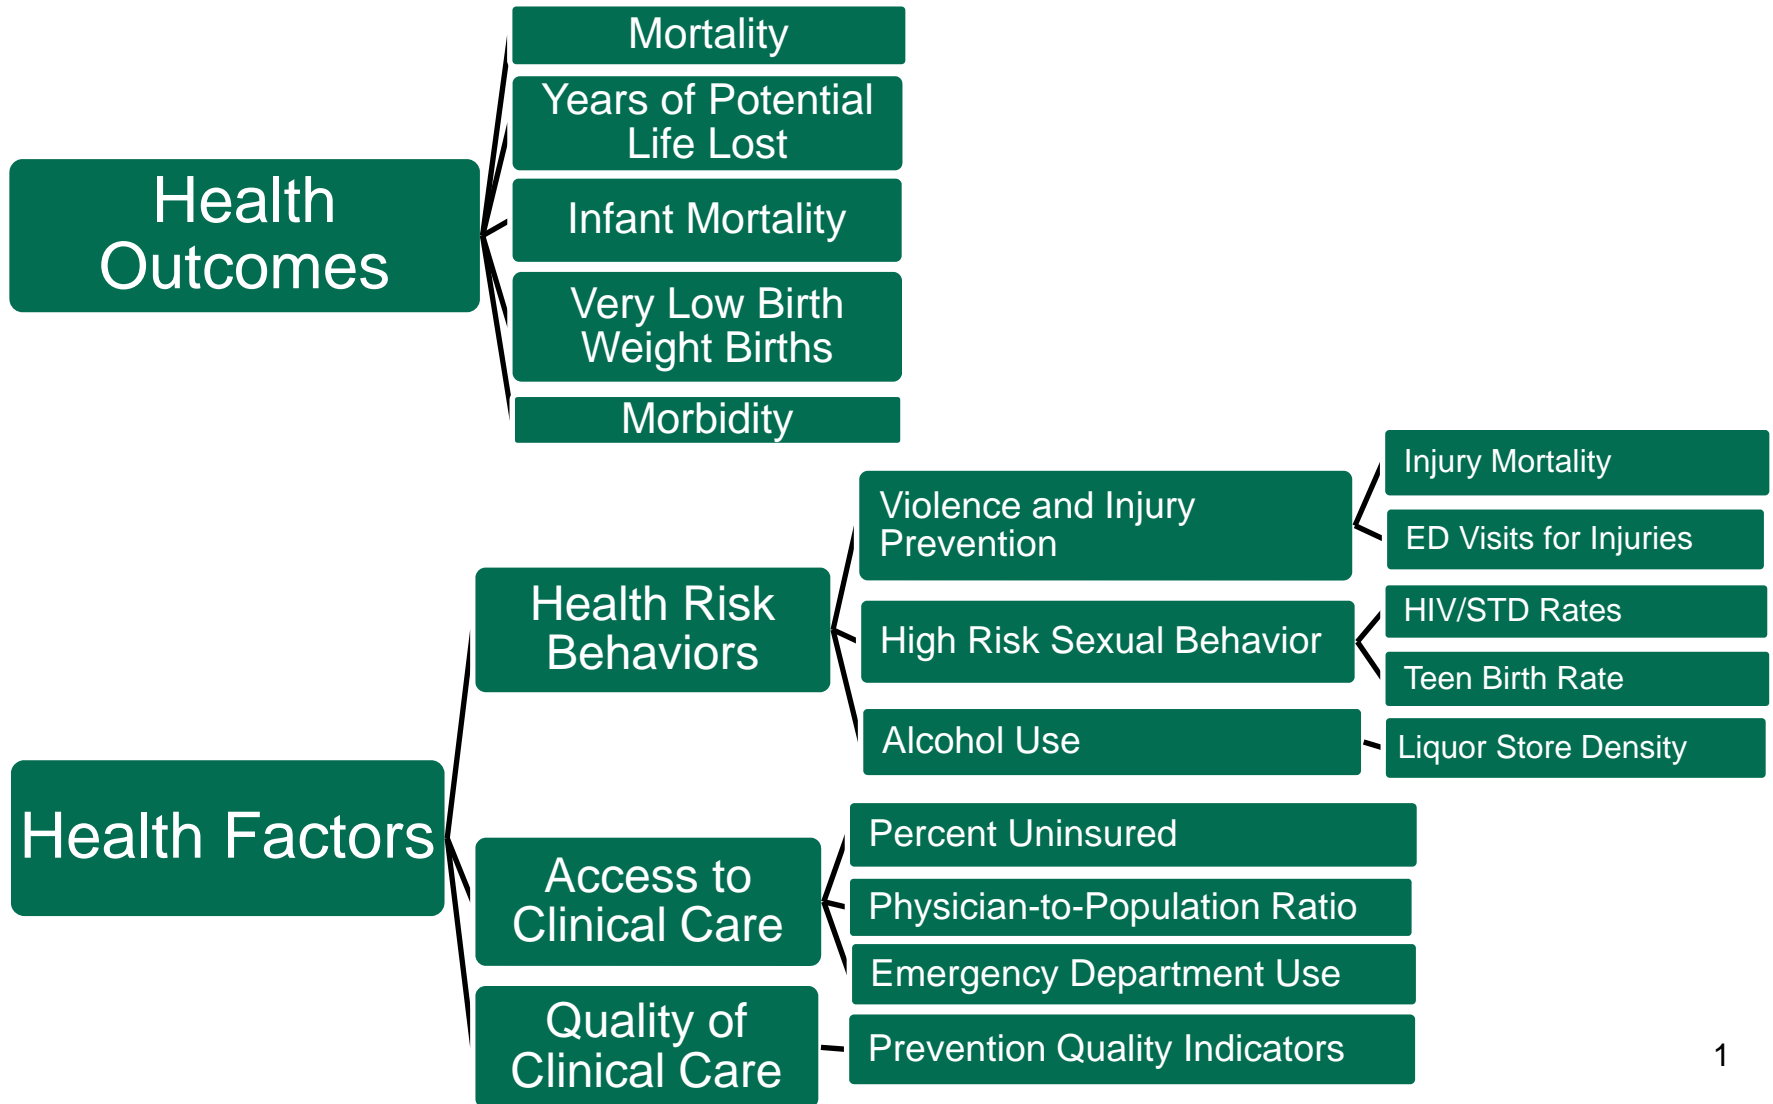 Mortality
Years of Potential
Life Lost
Health
Outcomes
Infant Mortality
Very Low Birth
Weight Births
Morbidity
Injury Mortality
Violence and Injury
Prevention
ED Visits for Injuries
Health Risk
Behaviors
HIV/STD Rates
High Risk Sexual Behavior
Teen Birth Rate
Alcohol Use
Liquor Store Density
Health Factors
Percent Uninsured
Access to
Clinical Care
Physician-to-Population Ratio
Emergency Department Use
Quality of
Clinical Care
Prevention Quality Indicators
1